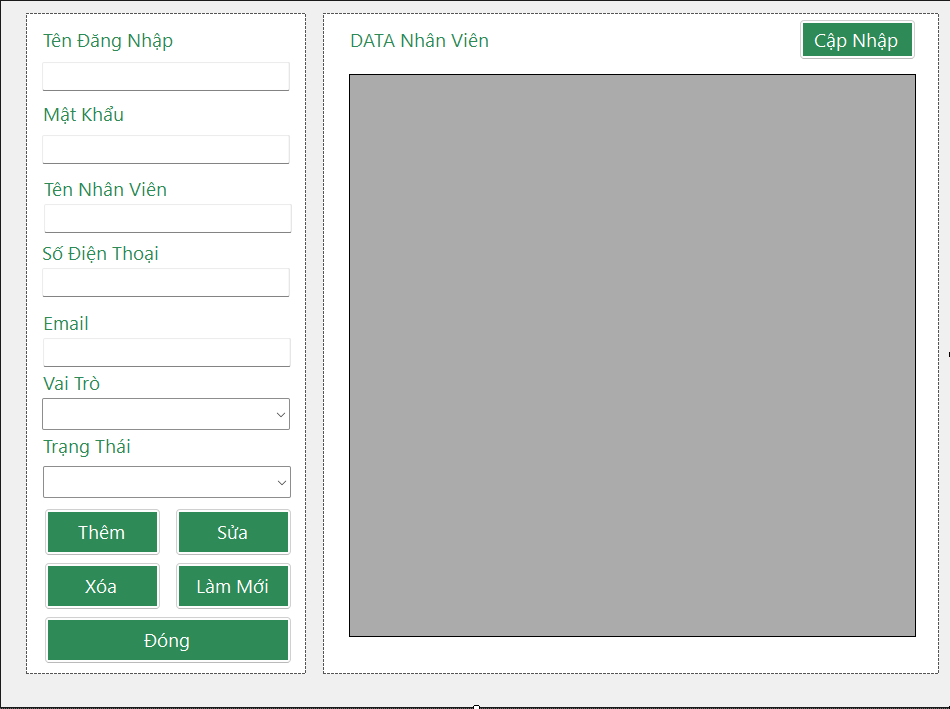 Tên Đăng Nhập
Mật Khẩu
Tên Nhân Viên
Số Điện Thoại
Email
Vai Trò
Trạng Thái
Thêm
Sửa
Xóa
Làm Mới
Đóng
DATA Nhân Viên
Cập Nhập